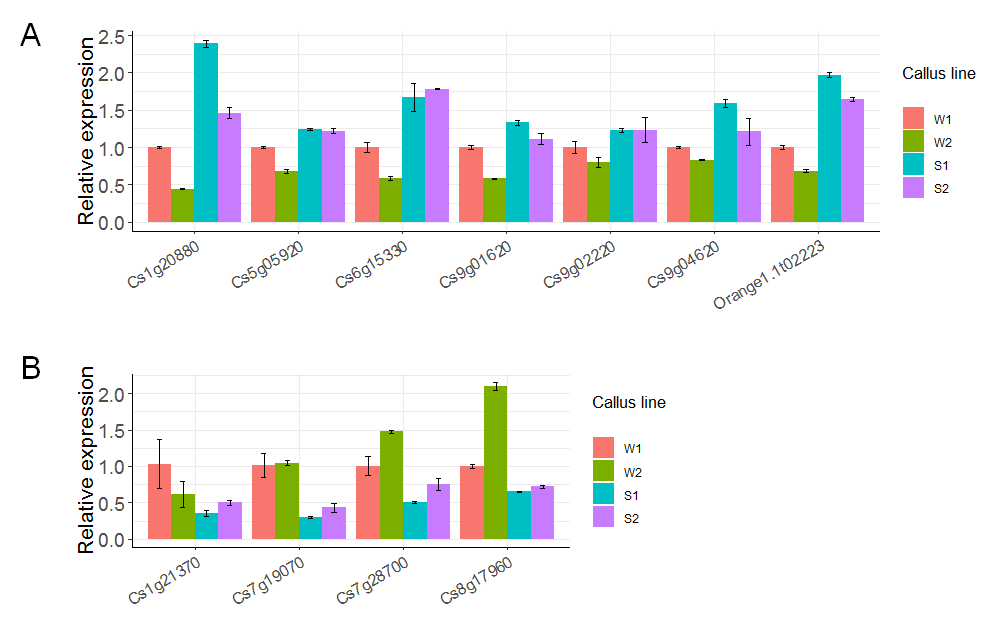 A
Relative expression
2.5
2.0
1.5
1.0
0.5
0.0
Cs1g20880
Cs5g05920
Cs6g15330
Cs9g01620
Cs9g02220
Cs9g04620
Orange1.1t02223
Callus line
W1
W2
S1
S2
B
Relative expression
2.0
1.5
1.0
0.5
0.0
Cs1g21370
Cs7g19070
Cs7g28700
Cs8g17960
Callus line
W1
W2
S1
S2